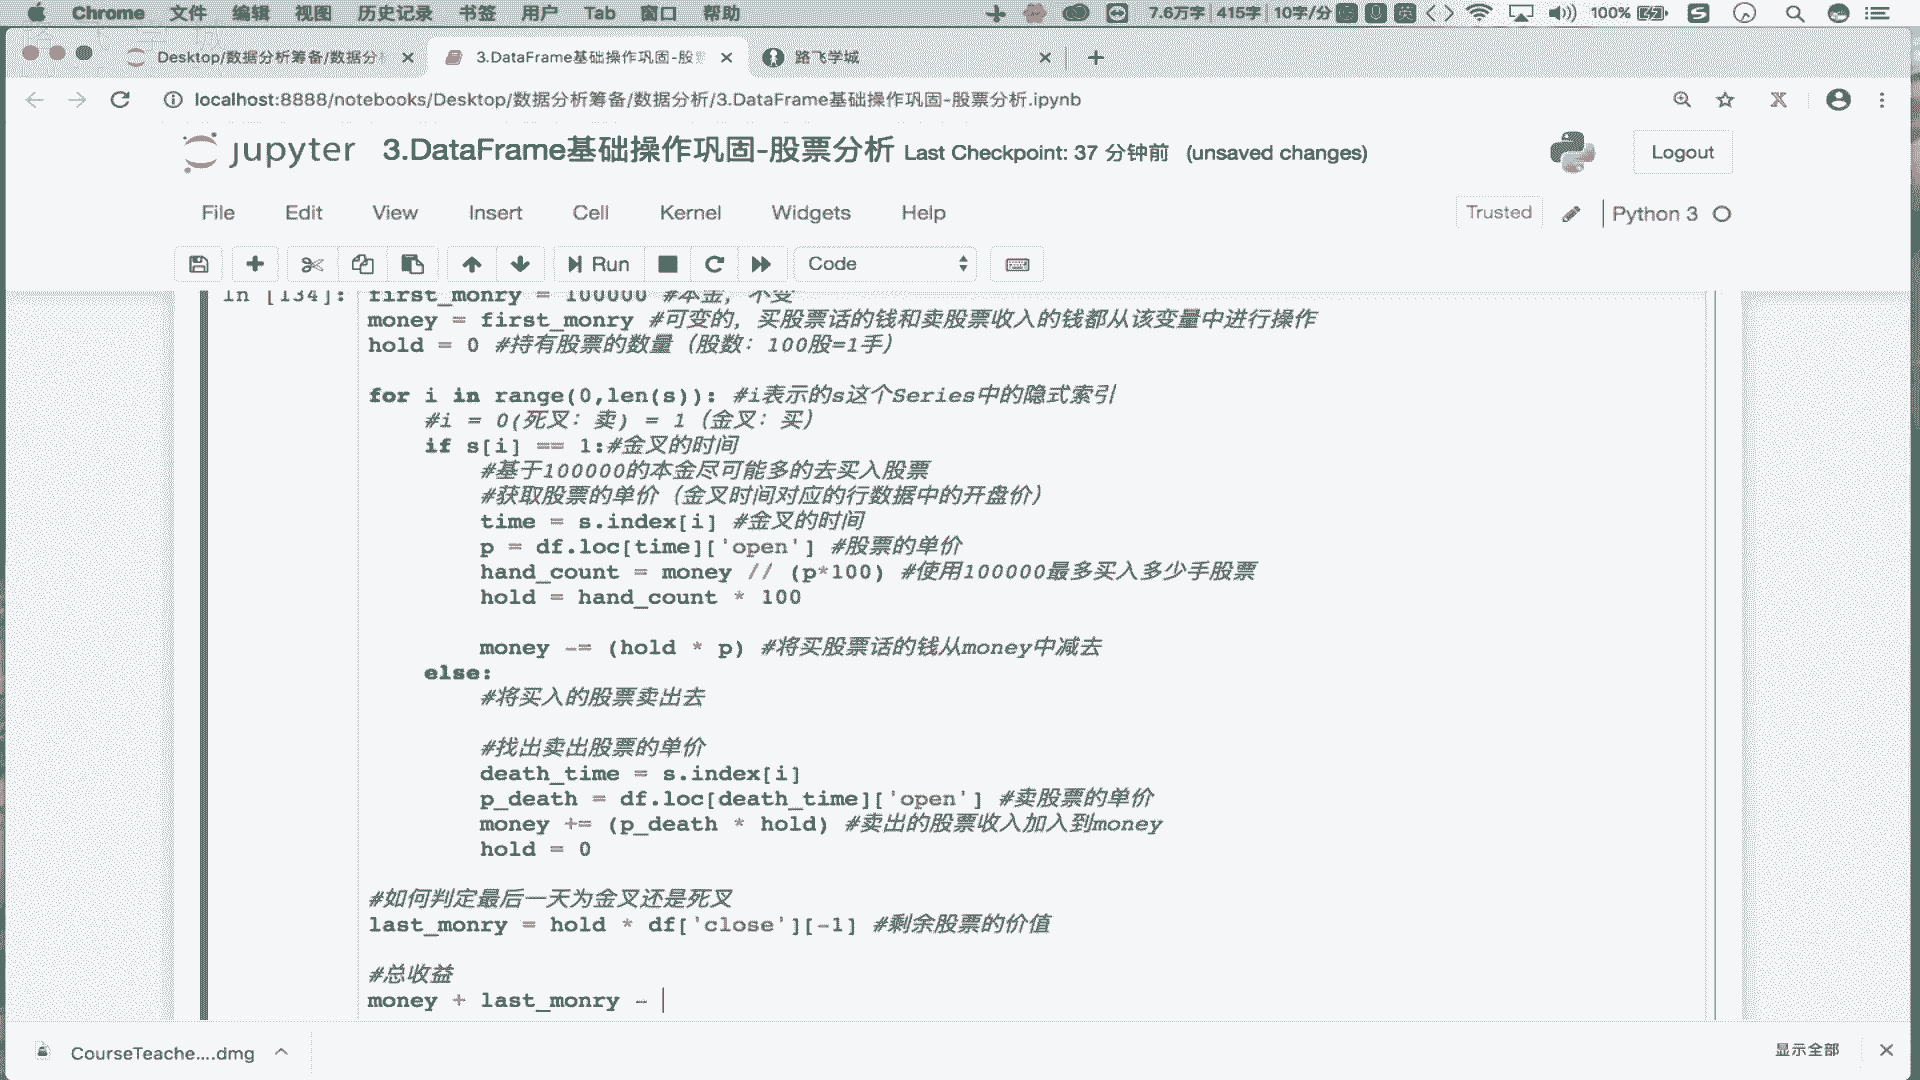 Chrome 文件 编辑 视图 历史记录 书签 用户 Tab 窗口 帮助 7.6万字 415字 10字/分 英 100%
Desktop/数据分析筹备/数据分析
3.DataFrame基础操作巩固-股票
路飞学城
localhost:8888/notebooks/Desktop/数据分析筹备/数据分析/3.DataFrame基础操作巩固-股票分析.ipynb
jupyter 3.DataFrame基础操作巩固-股票分析 Last Checkpoint: 37 分钟前 (unsaved changes)
Logout
File Edit View Insert Cell Kernel Widgets Help
Trusted Python 3
Run Code
In [134]: first_monry = 100000 #本金，不变
money = first_monry #可变的，买股票话的钱和卖股票收入的钱都从该变量中进行操作
hold = 0 #持有股票的数量（股数：100股=1手）
for i in range(0,len(s)): #i表示的s这个Series中的隐式索引
#i = 0(死叉：卖) = 1（金叉：买）
if s[i] == 1:#金叉的时间
#基于100000的本金尽可能多的去买入股票
#获取股票的单价（金叉时间对应的行数据中的开盘价）
time = s.index[i] #金叉的时间
p = df.loc[time]['open'] #股票的单价
hand_count = money // (p*100) #使用100000最多买入多少手股票
hold = hand_count * 100
money -= (hold * p) #将买股票话的钱从money中减去
else:
#将买入的股票卖出去
#找出卖出股票的单价
death_time = s.index[i]
p_death = df.loc[death_time]['open'] #卖股票的单价
money += (p_death * hold) #卖出的股票收入加入到money
hold = 0
#如何判定最后一天为金叉还是死叉
last_monry = hold * df['close'][-1] #剩余股票的价值
#总收益
money + last_monry -
CourseTeache....dmg
显示全部